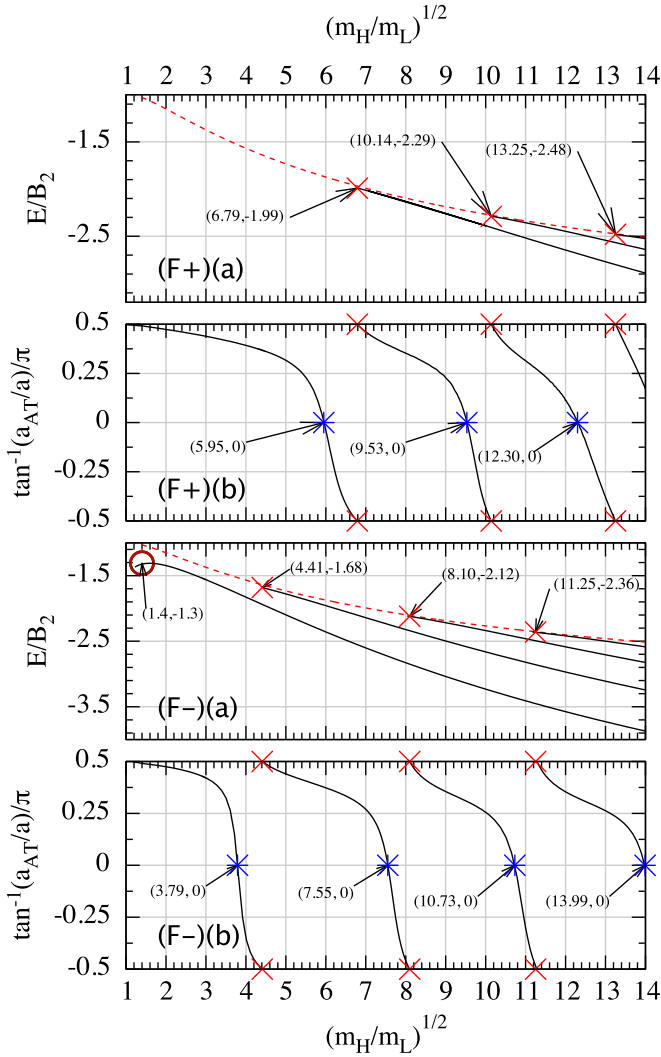 (m_H/m_L)^1/2
1 2 3 4 5 6 7 8 9 10 11 12 13 14
E/B_2
-1.5
-2.5
(10.14,-2.29)
(13.25,-2.48)
(6.79,-1.99)
(F+)(a)
tan^-1(a_AT/a)/π
0.5
0.25
0
-0.25
-0.5
(5.95, 0)
(9.53, 0)
(12.30, 0)
(F+)(b)
E/B_2
-1.5
-2.5
-3.5
(4.41,-1.68)
(8.10,-2.12)
(11.25,-2.36)
(1.4,-1.3)
(F−)(a)
tan^-1(a_AT/a)/π
0.5
0.25
0
-0.25
-0.5
(3.79, 0)
(7.55, 0)
(10.73, 0)
(13.99, 0)
(F−)(b)
1 2 3 4 5 6 7 8 9 10 11 12 13 14
(m_H/m_L)^1/2